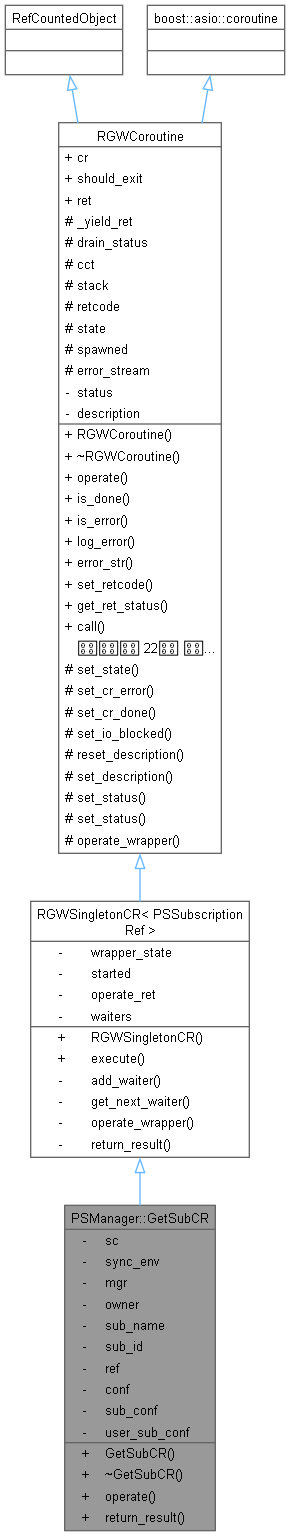 RefCountedObject
boost::asio::coroutine
RGWCoroutine
+ cr
+ should_exit
+ ret
# _yield_ret
# drain_status
# cct
# stack
# retcode
# state
# spawned
# error_stream
- status
- description
+ RGWCoroutine()
+ ~RGWCoroutine()
+ operate()
+ is_done()
+ is_error()
+ log_error()
+ error_str()
+ set_retcode()
+ get_ret_status()
+ call()
22 ...
# set_state()
# set_cr_error()
# set_cr_done()
# set_io_blocked()
# reset_description()
# set_description()
# set_status()
# set_status()
# operate_wrapper()
RGWSingletonCR< PSSubscription
Ref >
- wrapper_state
- started
- operate_ret
- waiters
+ RGWSingletonCR()
+ execute()
- add_waiter()
- get_next_waiter()
- operate_wrapper()
- return_result()
PSManager::GetSubCR
- sc
- sync_env
- mgr
- owner
- sub_name
- sub_id
- ref
- conf
- sub_conf
- user_sub_conf
+ GetSubCR()
+ ~GetSubCR()
+ operate()
+ return_result()